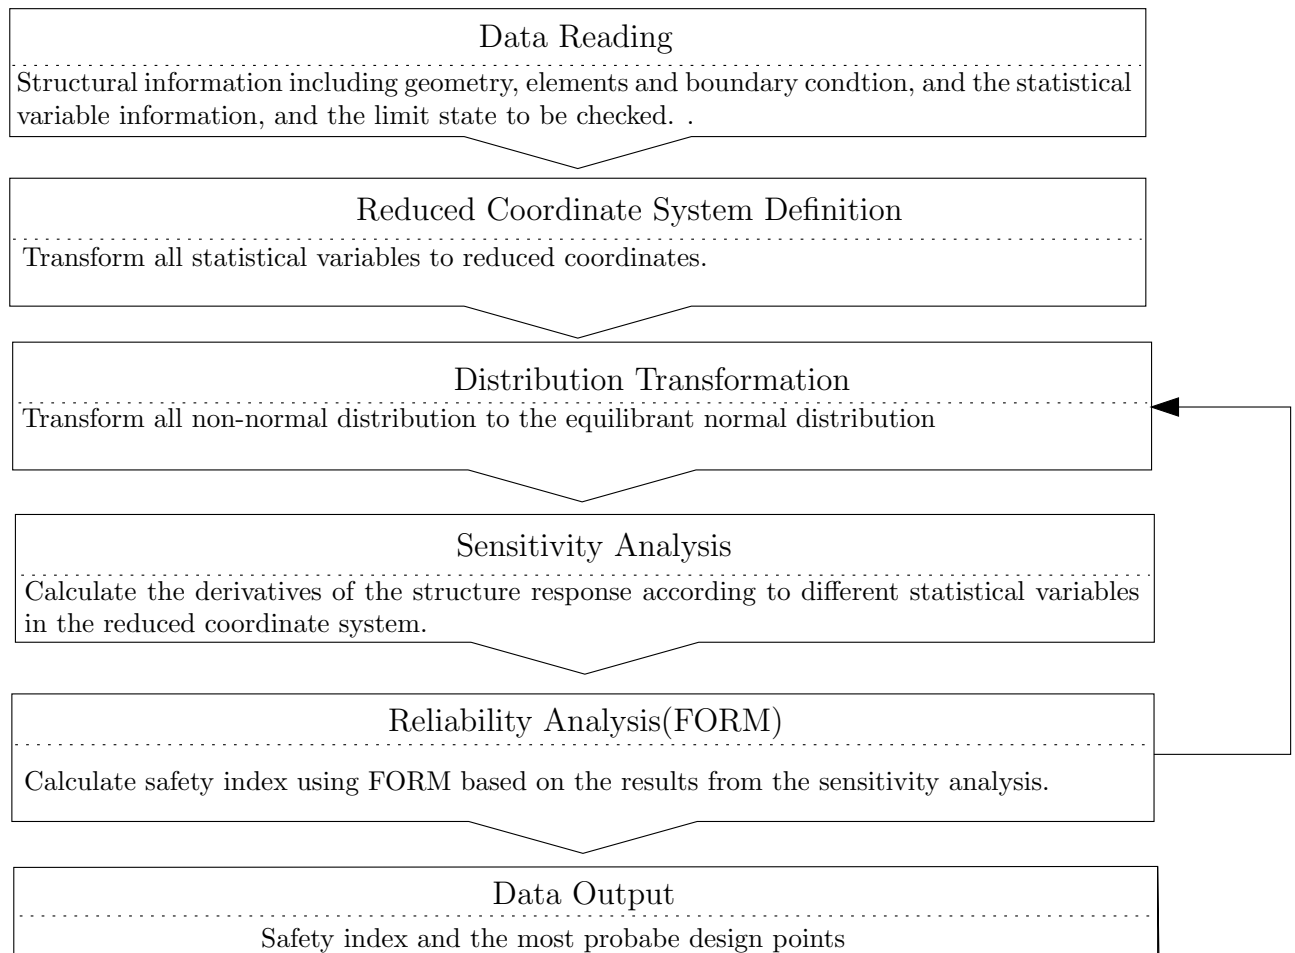 Data Reading
Structural information including geometry, elements and boundary condtion, and the statistical
variable information, and the limit state to be checked. .
Reduced Coordinate System Definition
Transform all statistical variables to reduced coordinates.
Distribution Transformation
Transform all non-normal distribution to the equilibrant normal distribution
Sensitivity Analysis
Calculate the derivatives of the structure response according to different statistical variables
in the reduced coordinate system.
Reliability Analysis(FORM)
Calculate safety index using FORM based on the results from the sensitivity analysis.
Data Output
Safety index and the most probabe design points